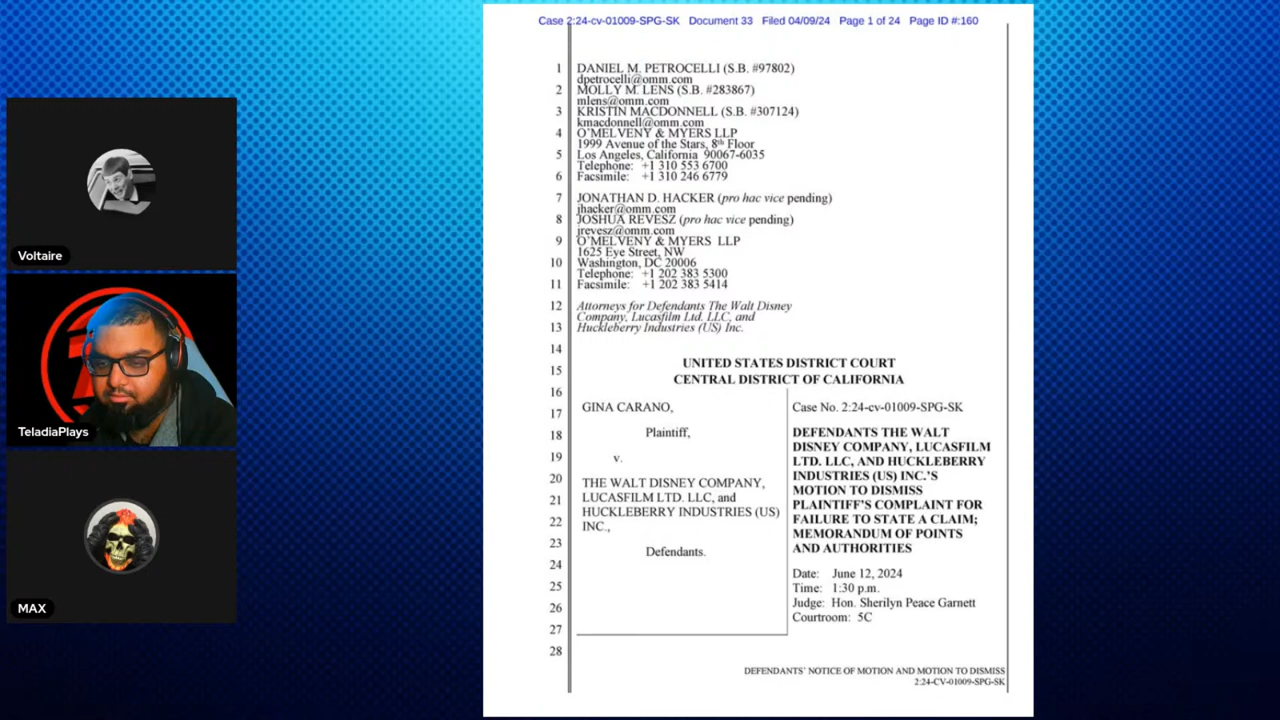 Case 2:24-cv-01009-SPG-SK Document 33 Filed 04/09/24 Page 1 of 24 Page ID #:160
1 DANIEL M. PETROCELLI (S.B. #97802)
dpetrocelli@omm.com
2 MOLLY M. LENS (S.B. #283867)
mlens@omm.com
3 KRISTIN MACDONNELL (S.B. #307124)
kmacdonnell@omm.com
4 O'MELVENY & MYERS LLP
1999 Avenue of the Stars, 8th Floor
5 Los Angeles, California 90067-6035
Telephone: +1 310 553 6700
6 Facsimile: +1 310 246 6779
7 JONATHAN D. HACKER (pro hac vice pending)
jhacker@omm.com
8 JOSHUA REVESZ (pro hac vice pending)
jrevesz@omm.com
9 O'MELVENY & MYERS LLP
1625 Eye Street, NW
10 Washington, DC 20006
Telephone: +1 202 383 5300
11 Facsimile: +1 202 383 5414
12 Attorneys for Defendants The Walt Disney
Company, Lucasfilm Ltd. LLC, and
13 Huckleberry Industries (US) Inc.
14
15 UNITED STATES DISTRICT COURT
CENTRAL DISTRICT OF CALIFORNIA
16
17 GINA CARANO,
18 Plaintiff,
19 v.
20 THE WALT DISNEY COMPANY,
21 LUCASFILM LTD. LLC, and
HUCKLEBERRY INDUSTRIES (US)
22 INC.,
23 Defendants.
24
25
26
27
28
Case No. 2:24-cv-01009-SPG-SK
DEFENDANTS THE WALT
DISNEY COMPANY, LUCASFILM
LTD. LLC, AND HUCKLEBERRY
INDUSTRIES (US) INC.'S
MOTION TO DISMISS
PLAINTIFF'S COMPLAINT FOR
FAILURE TO STATE A CLAIM;
MEMORANDUM OF POINTS
AND AUTHORITIES
Date: June 12, 2024
Time: 1:30 p.m.
Judge: Hon. Sherilyn Peace Garnett
Courtroom: 5C
DEFENDANTS' NOTICE OF MOTION AND MOTION TO DISMISS
2:24-CV-01009-SPG-SK
Voltaire
TeladiaPlays
MAX